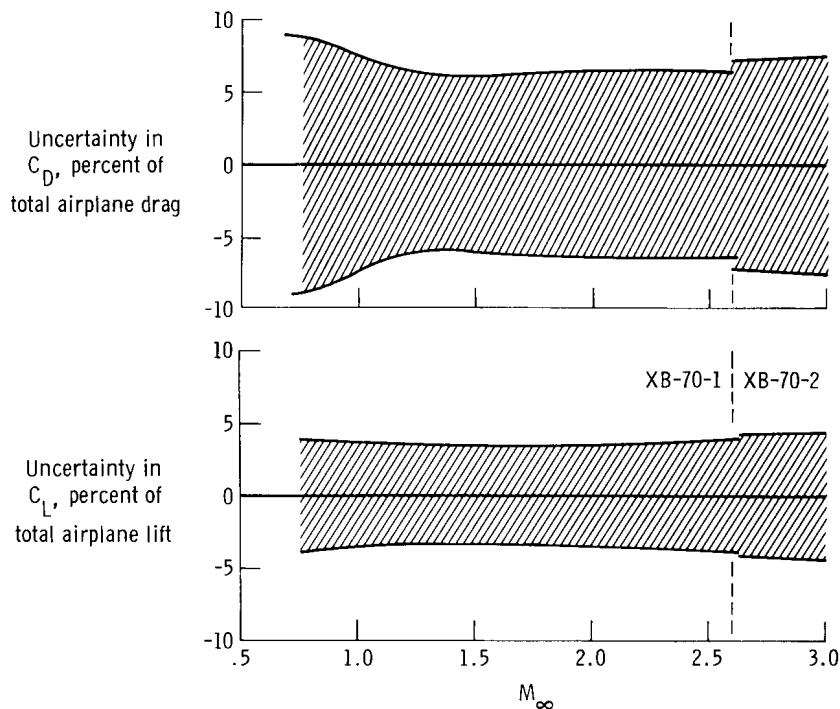 10
5
Uncertainty in
C_D, percent of
total airplane drag
0
-5
-10
10
XB-70-1 XB-70-2
5
Uncertainty in
C_L, percent of
total airplane lift
0
-5
-10
.5 1.0 1.5 2.0 2.5 3.0
M_∞